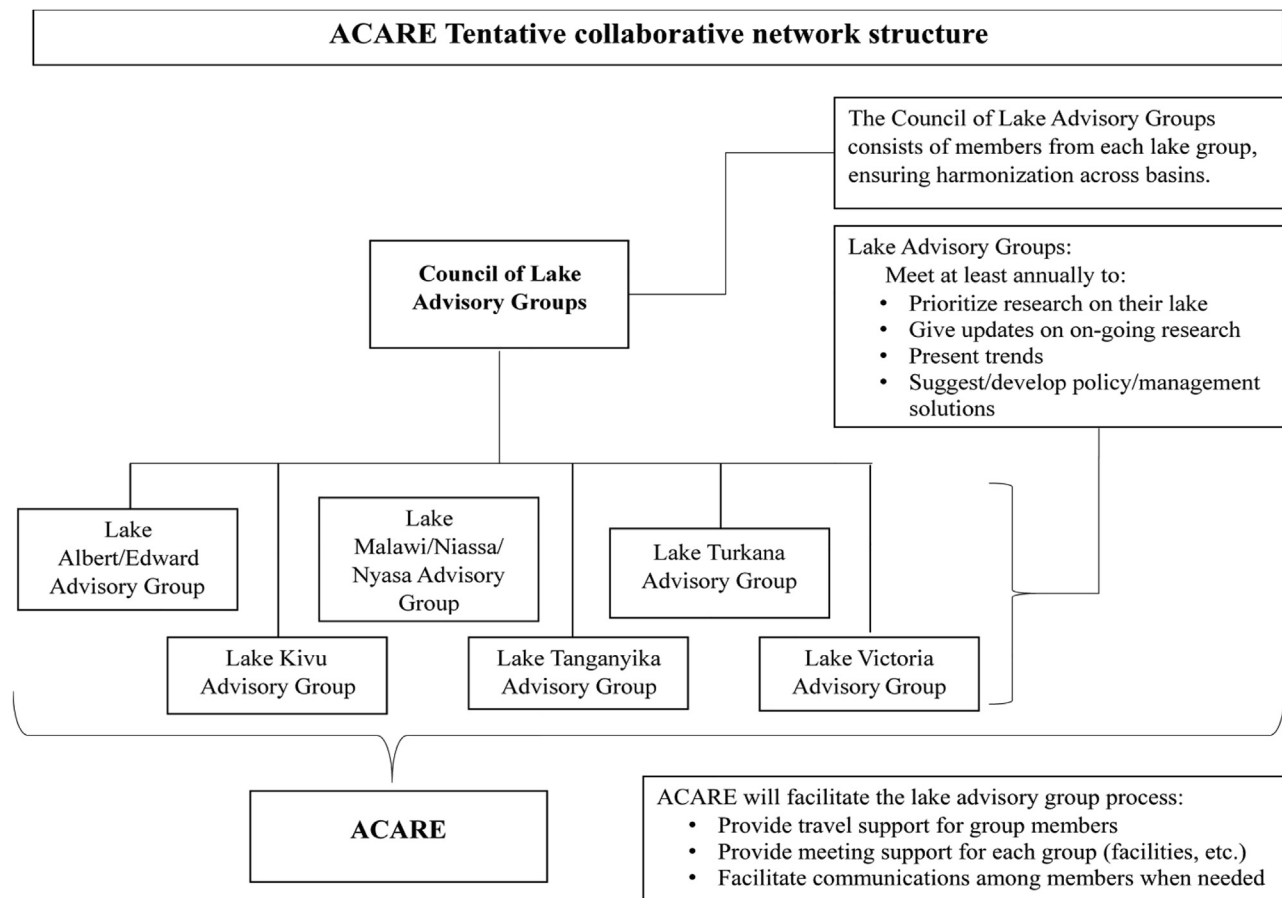 ACARE Tentative collaborative network structure
The Council of Lake Advisory Groups
consists of members from each lake group,
ensuring harmonization across basins.
Council of Lake
Advisory Groups
Lake Advisory Groups:
Meet at least annually to:
• Prioritize research on their lake
• Give updates on on-going research
• Present trends
• Suggest/develop policy/management
solutions
Lake
Albert/Edward
Advisory Group
Lake
Malawi/Niassa/
Nyasa Advisory
Group
Lake Turkana
Advisory Group
Lake Kivu
Advisory Group
Lake Tanganyika
Advisory Group
Lake Victoria
Advisory Group
ACARE
ACARE will facilitate the lake advisory group process:
• Provide travel support for group members
• Provide meeting support for each group (facilities, etc.)
• Facilitate communications among members when needed